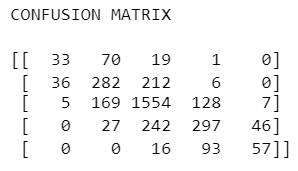 CONFUSION MATRIX
[[ 33 70 19 1 0]
[ 36 282 212 6 0]
[ 5 169 1554 128 7]
[ 0 27 242 297 46]
[ 0 0 16 93 57]]